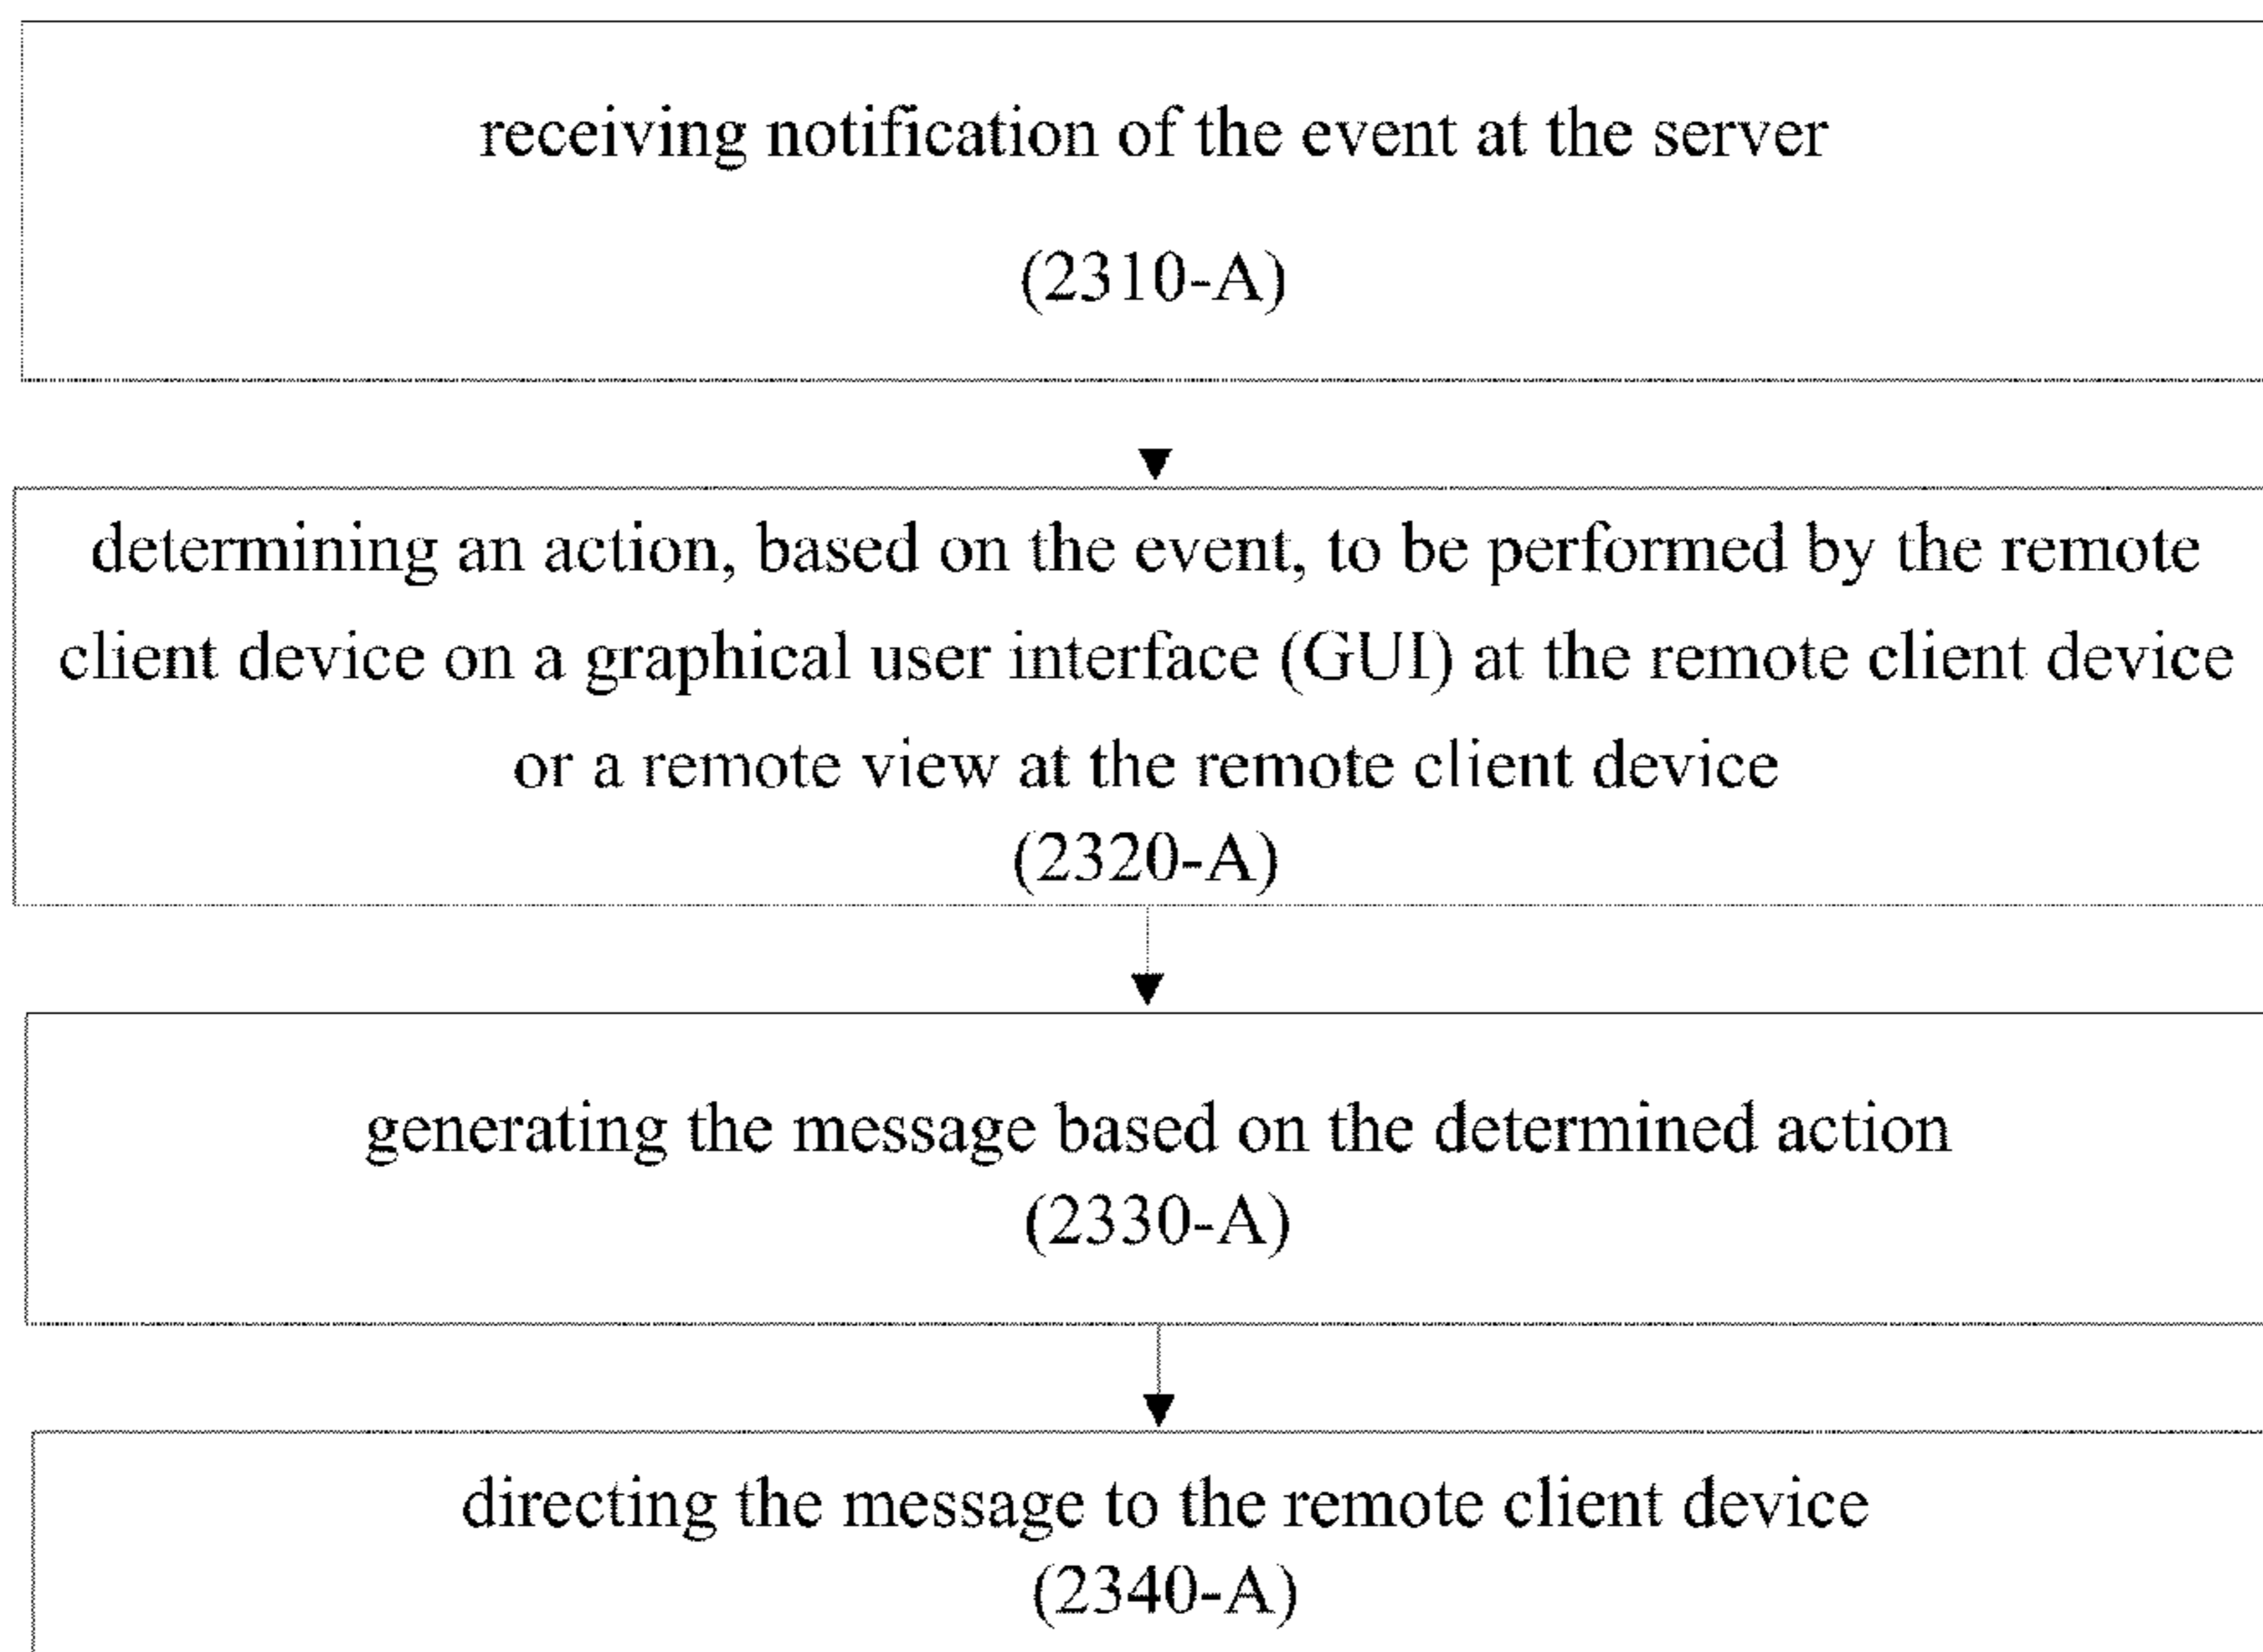 receiving notification of the event at the server
(2310-A)
determining an action, based on the event, to be performed by the remote
client device on a graphical user interface (GUI) at the remote client device
or a remote view at the remote client device
(2320-A)
generating the message based on the determined action
(2330-A)
directing the message to the remote client device
(2340-A)